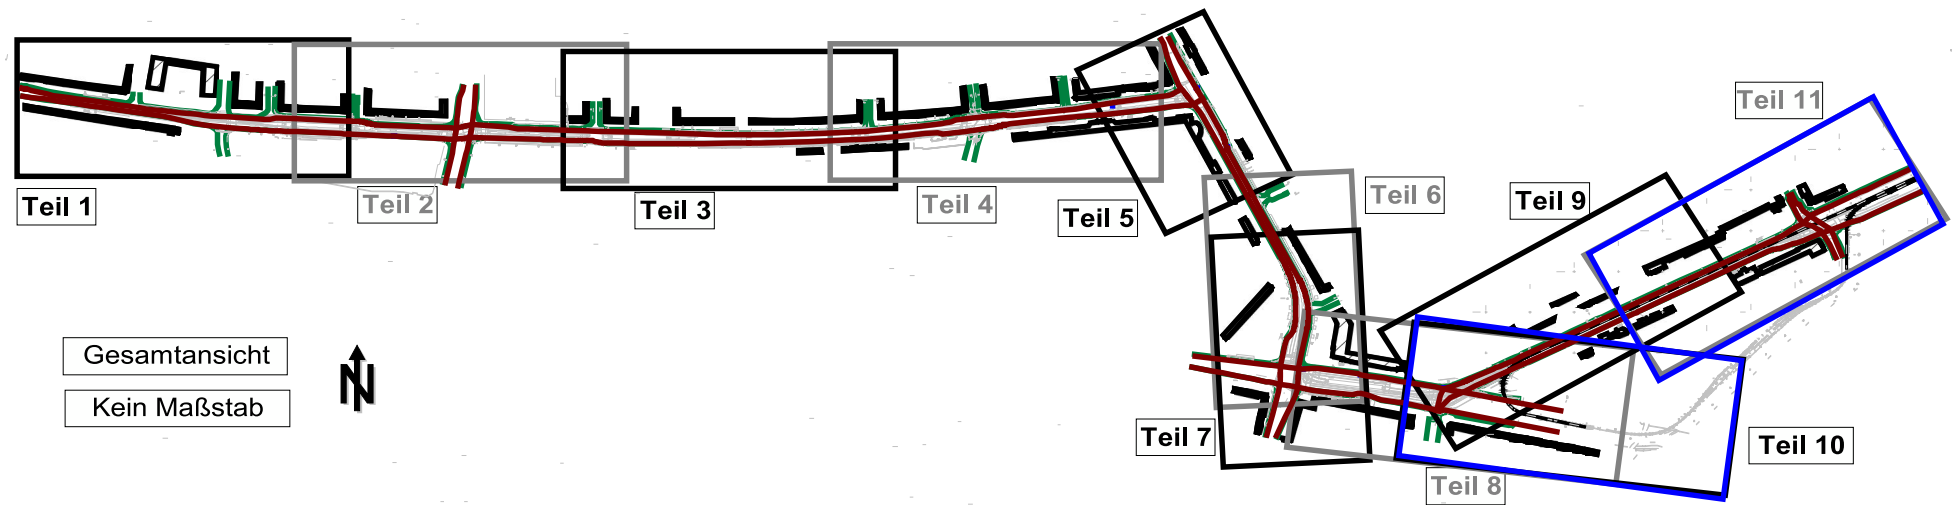 Teil 1
Teil 2
Teil 3
Teil 4
Teil 5
Teil 6
Teil 7
Teil 8
Teil 9
Teil 10
Teil 11
Gesamtansicht
Kein Maßstab
N